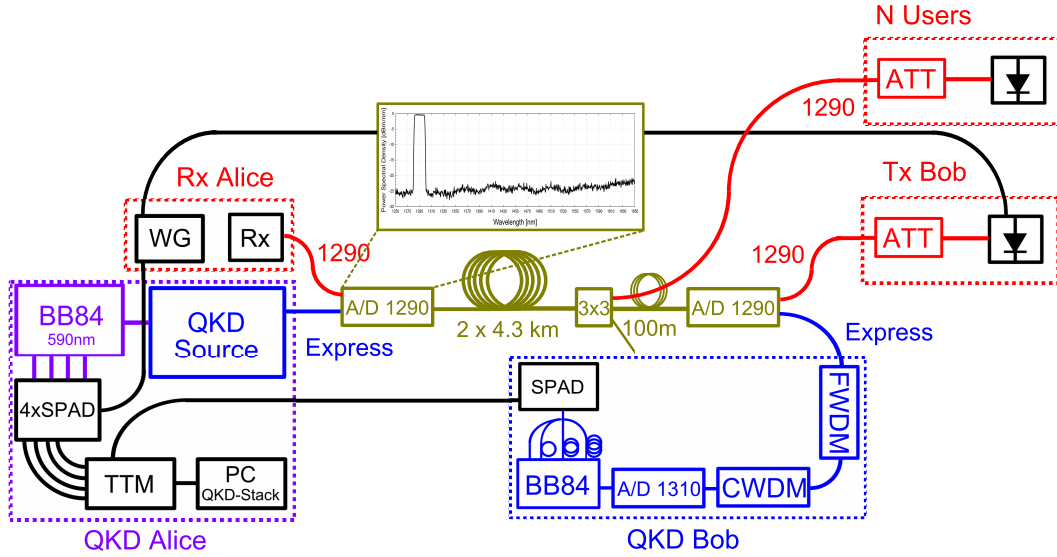 N Users
ATT
1290
Tx Bob
ATT
1290
Power Spectral Density [dBm/nm]
Wavelength [nm]
Rx Alice
WG
Rx
1290
BB84
590nm
QKD
Source
Express
A/D 1290
2 x 4.3 km
3x3
100m
A/D 1290
Express
4xSPAD
TTM
PC
QKD-Stack
QKD Alice
SPAD
FWDM
BB84
A/D 1310
CWDM
QKD Bob